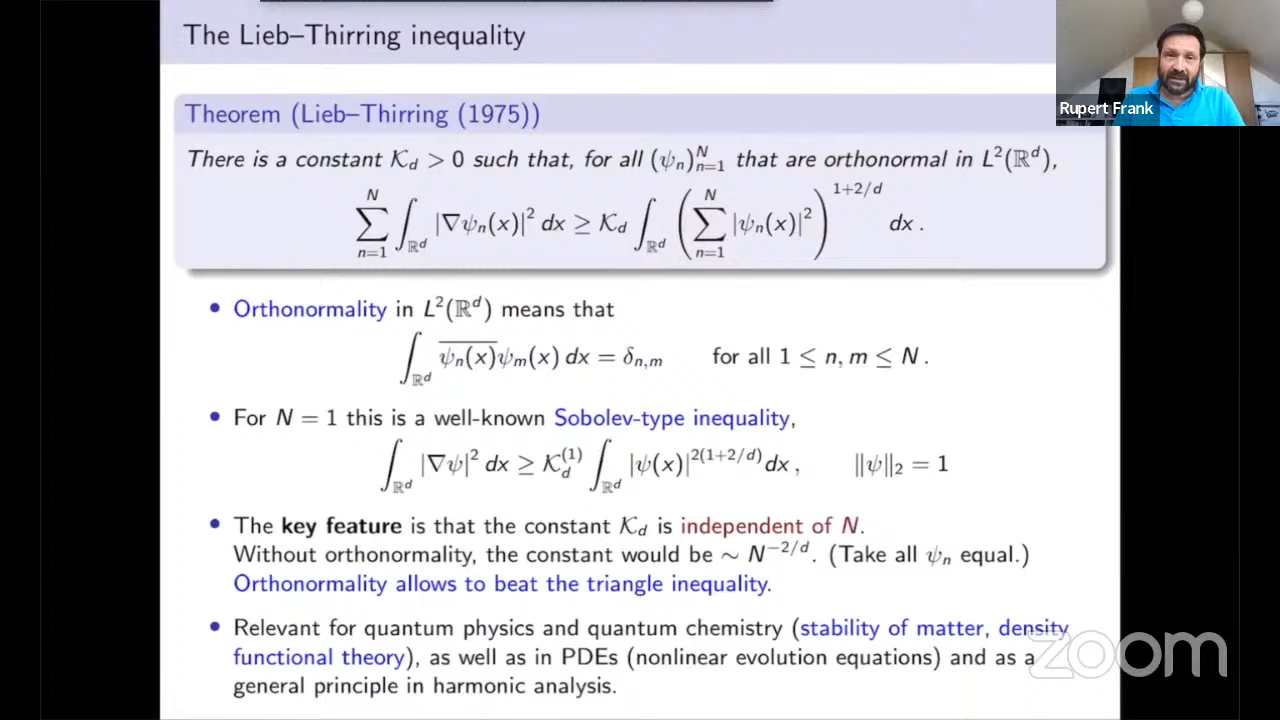 The Lieb–Thirring inequality
Rupert Frank
Theorem (Lieb–Thirring (1975))
There is a constant 𝒦_d > 0 such that, for all (ψ_n)_{n=1}^N that are orthonormal in L²(ℝ^d),
∑_{n=1}^N ∫_{ℝ^d} |∇ψ_n(x)|² dx ≥ 𝒦_d ∫_{ℝ^d} (∑_{n=1}^N |ψ_n(x)|²)^{1+2/d} dx .
• Orthonormality in L²(ℝ^d) means that
∫_{ℝ^d} \overline{ψ_n(x)}ψ_m(x) dx = δ_{n,m} for all 1 ≤ n, m ≤ N .
• For N = 1 this is a well-known Sobolev-type inequality,
∫_{ℝ^d} |∇ψ|² dx ≥ 𝒦_d^{(1)} ∫_{ℝ^d} |ψ(x)|^{2(1+2/d)} dx , ‖ψ‖₂ = 1
• The key feature is that the constant 𝒦_d is independent of N.
Without orthonormality, the constant would be ∼ N^{−2/d}. (Take all ψ_n equal.)
Orthonormality allows to beat the triangle inequality.
• Relevant for quantum physics and quantum chemistry (stability of matter, density
functional theory), as well as in PDEs (nonlinear evolution equations) and as a
general principle in harmonic analysis.
zoom